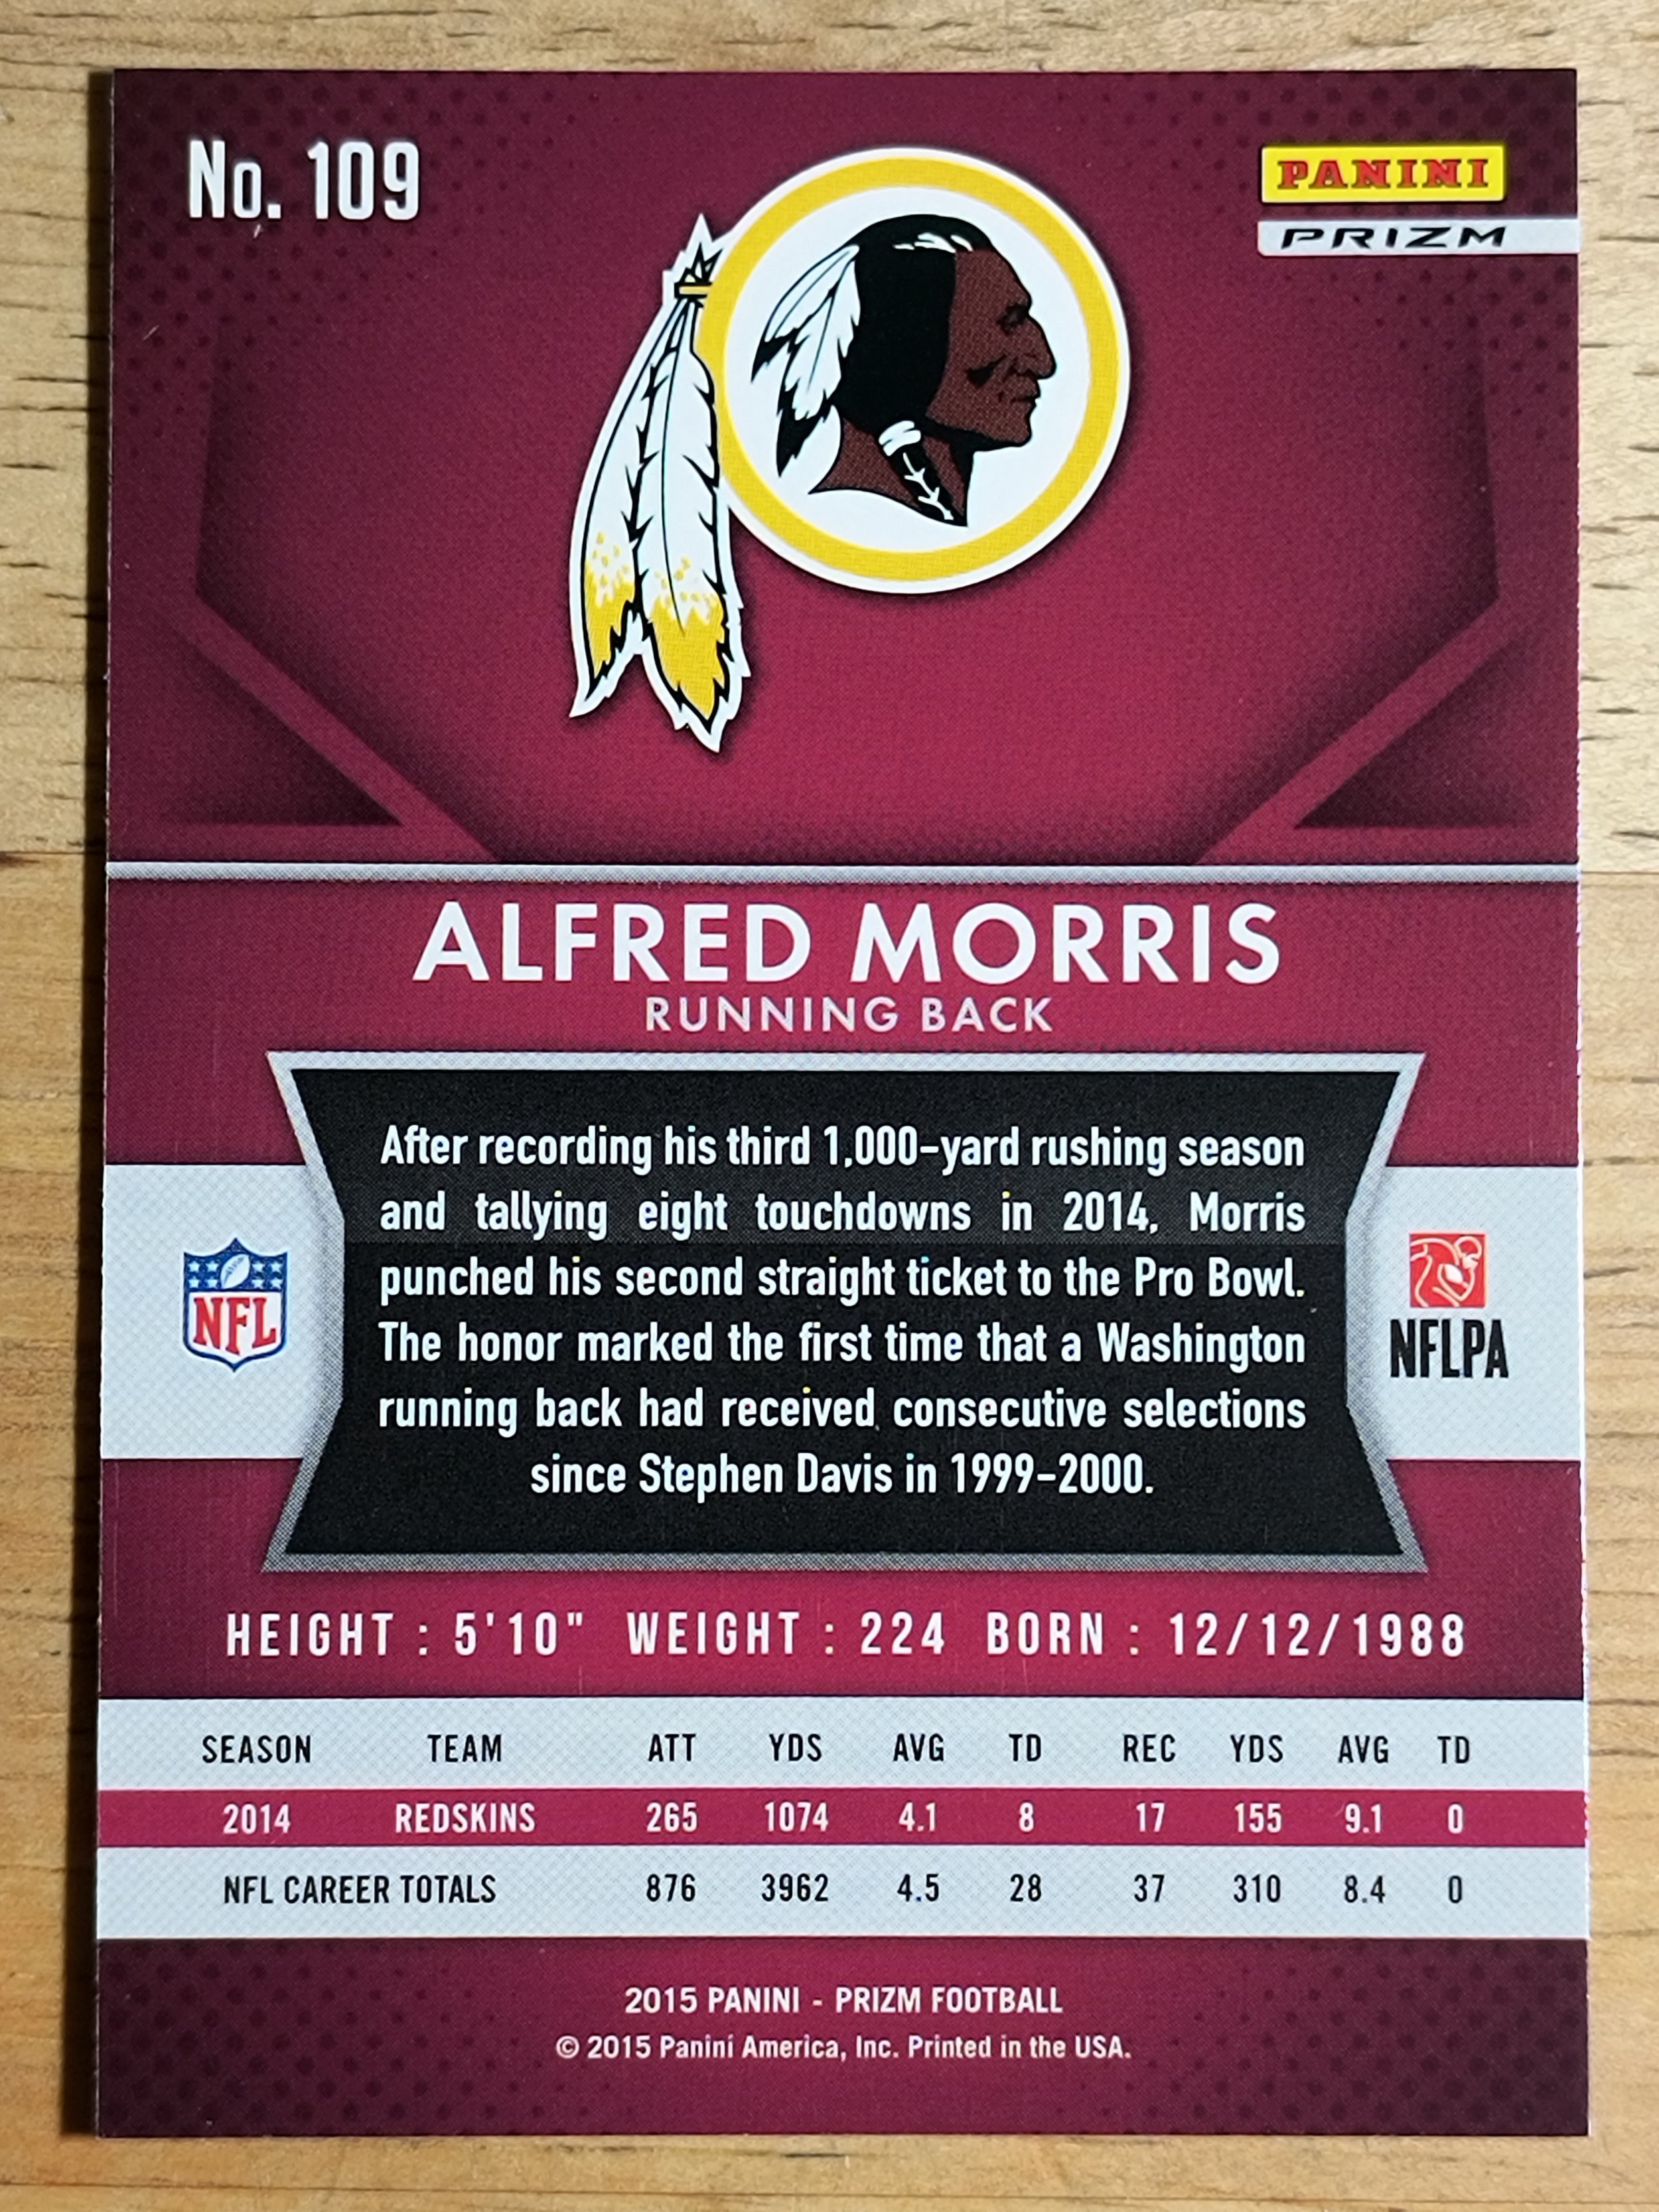 No. 109
PANINI
PRIZM
ALFRED MORRIS
RUNNING BACK
After recording his third 1,000-yard rushing season
and tallying eight touchdowns in 2014, Morris
punched his second straight ticket to the Pro Bowl.
The honor marked the first time that a Washington
running back had received consecutive selections
since Stephen Davis in 1999-2000.
NFL
NFLPA
HEIGHT : 5'10" WEIGHT : 224 BORN : 12/12/1988
SEASON TEAM ATT YDS AVG TD REC YDS AVG TD
2014 REDSKINS 265 1074 4.1 8 17 155 9.1 0
NFL CAREER TOTALS 876 3962 4.5 28 37 310 8.4 0
2015 PANINI - PRIZM FOOTBALL
© 2015 Panini America, Inc. Printed in the USA.